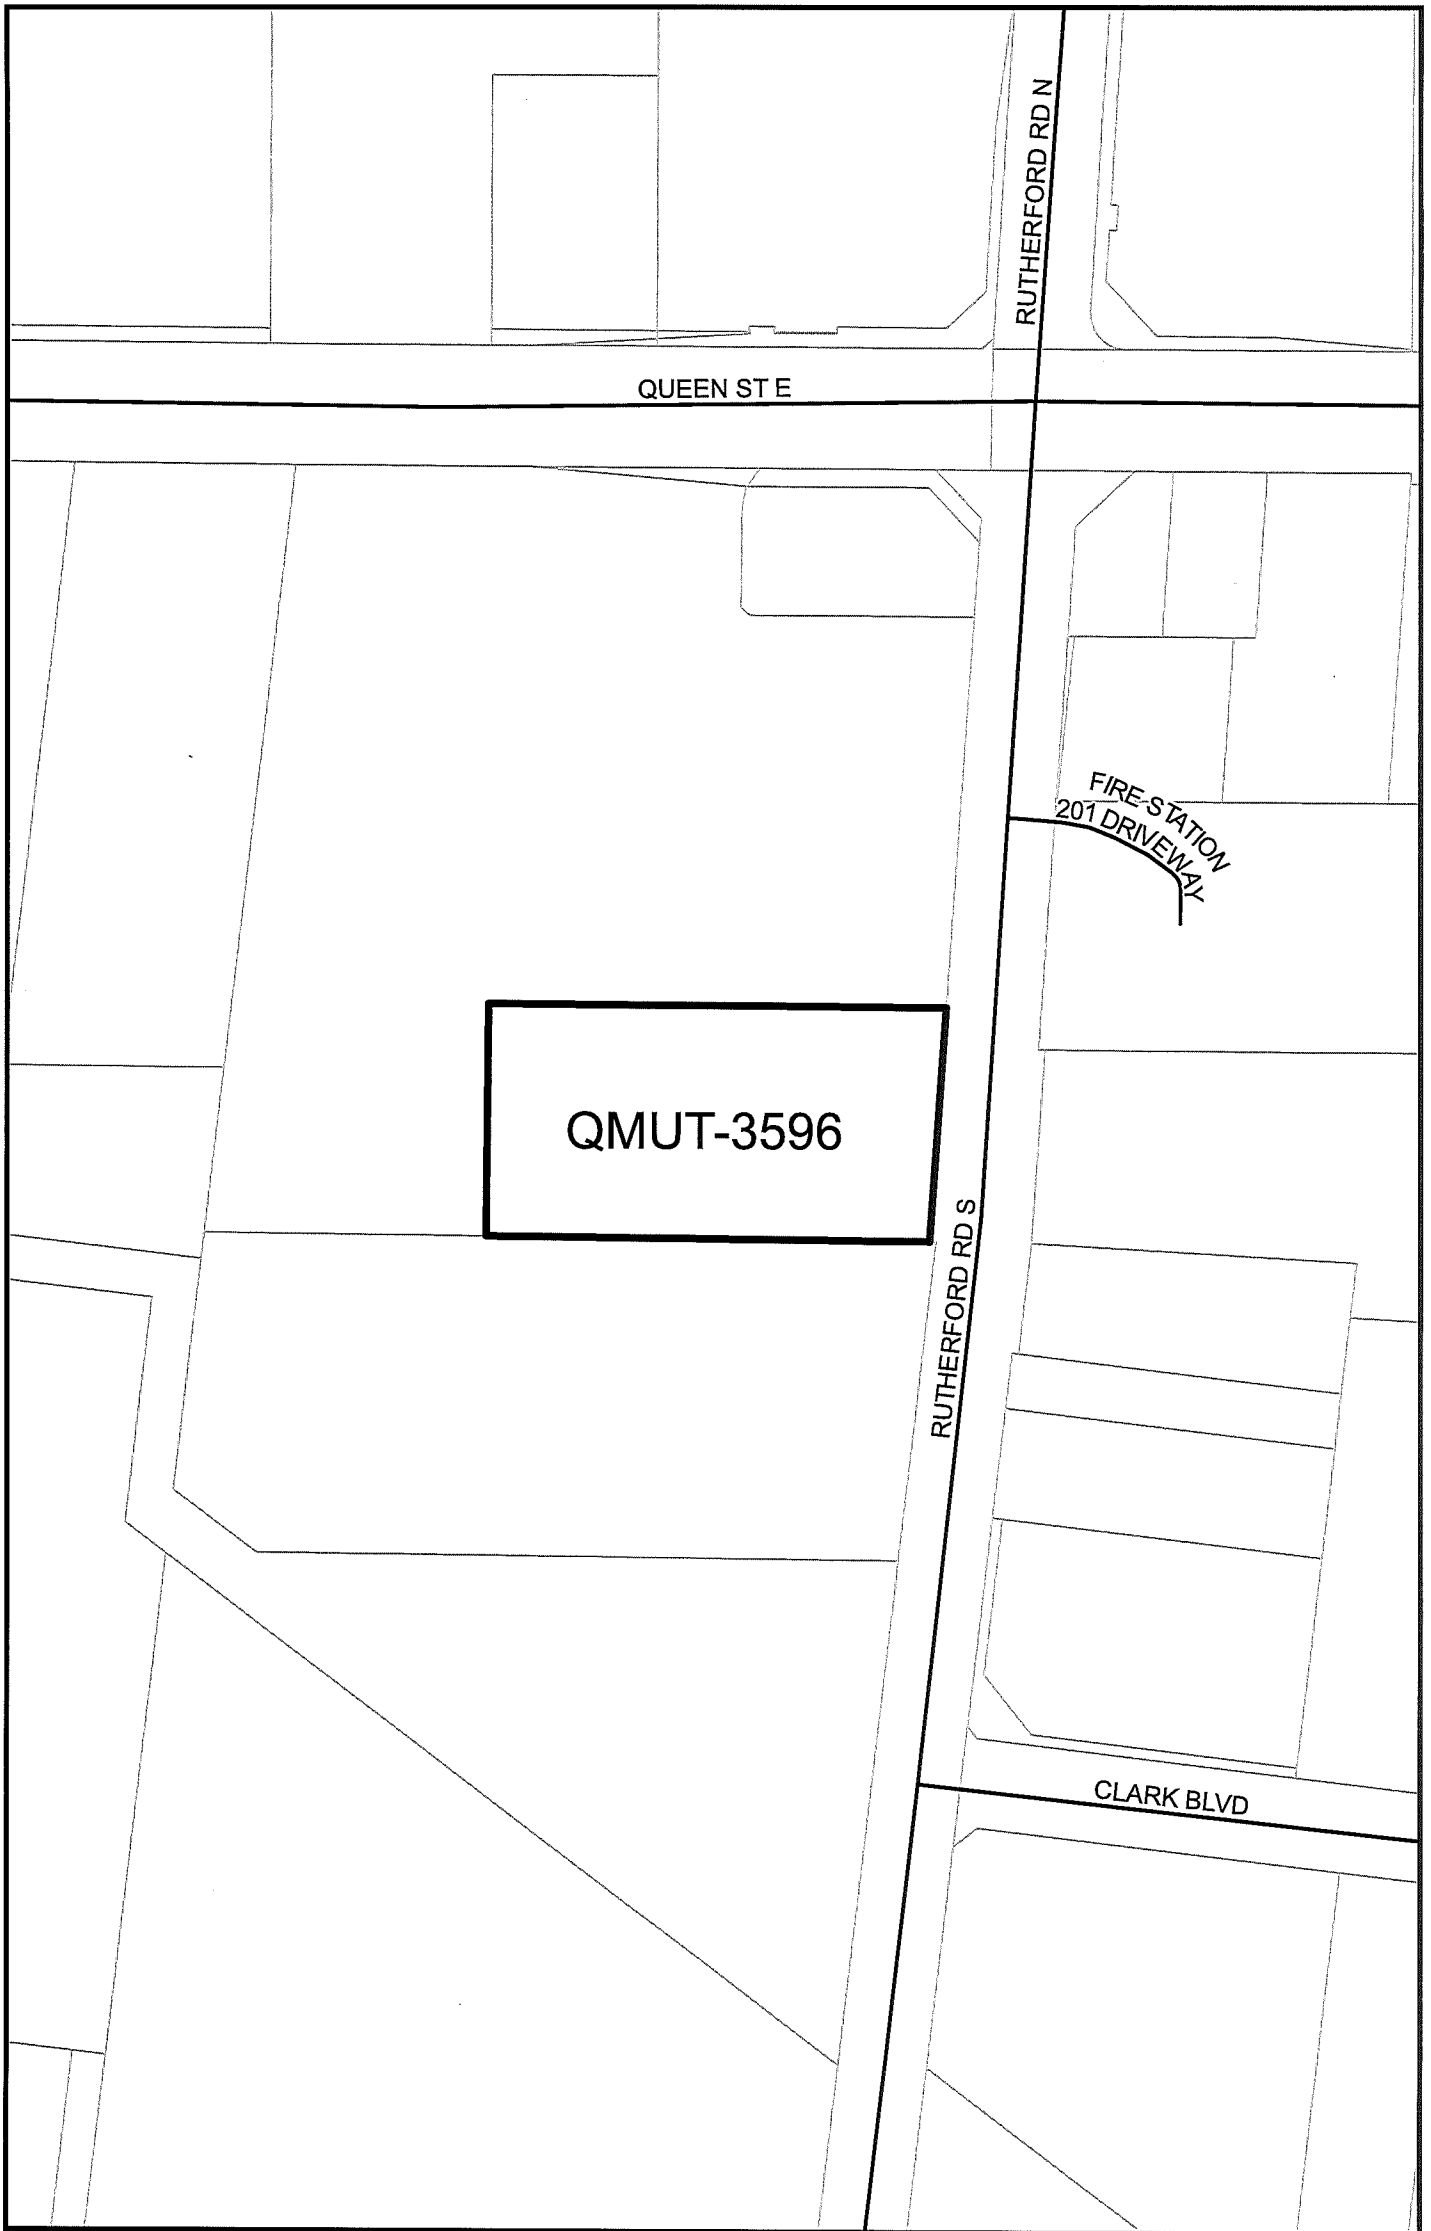 RUTHERFORD RD N
QUEEN ST E
FIRE STATION
201 DRIVEWAY
QMUT-3596
RUTHERFORD RD S
CLARK BLVD